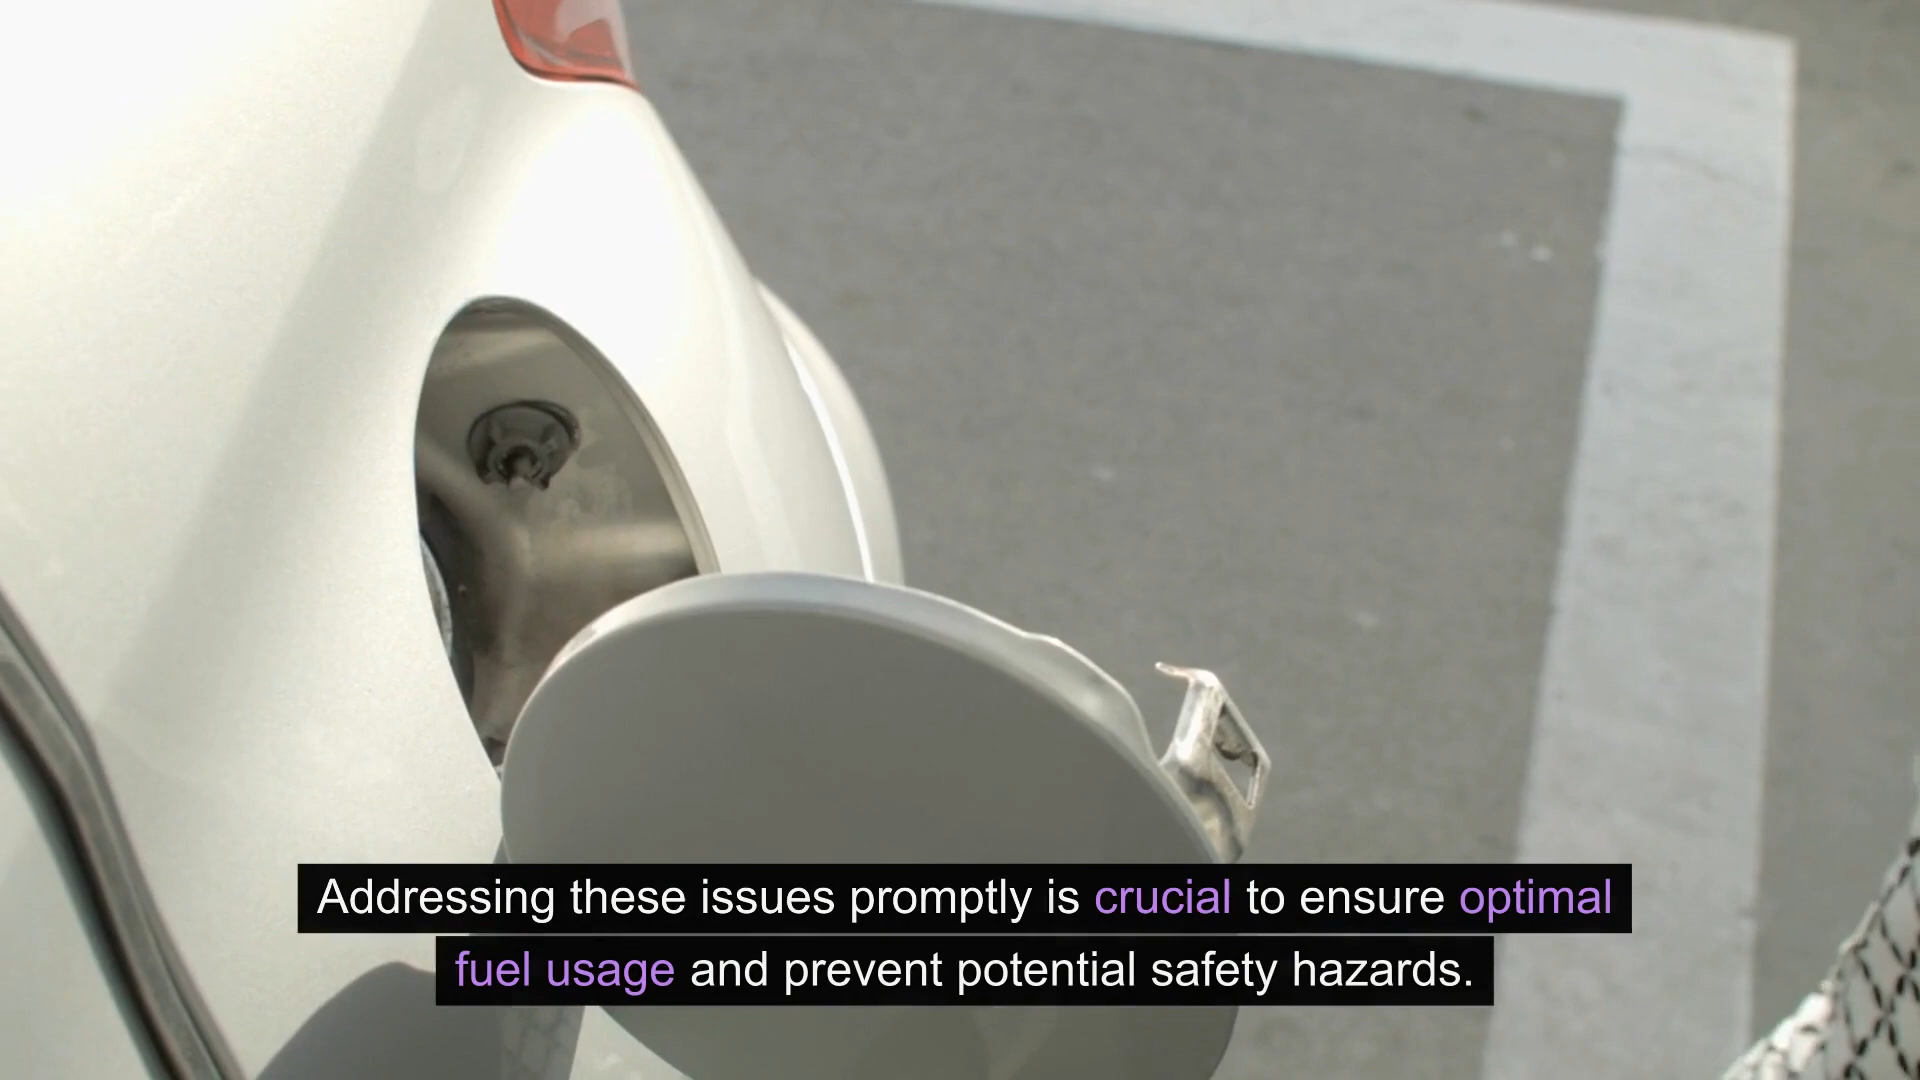 Addressing these issues promptly is crucial to ensure optimal
fuel usage and prevent potential safety hazards.